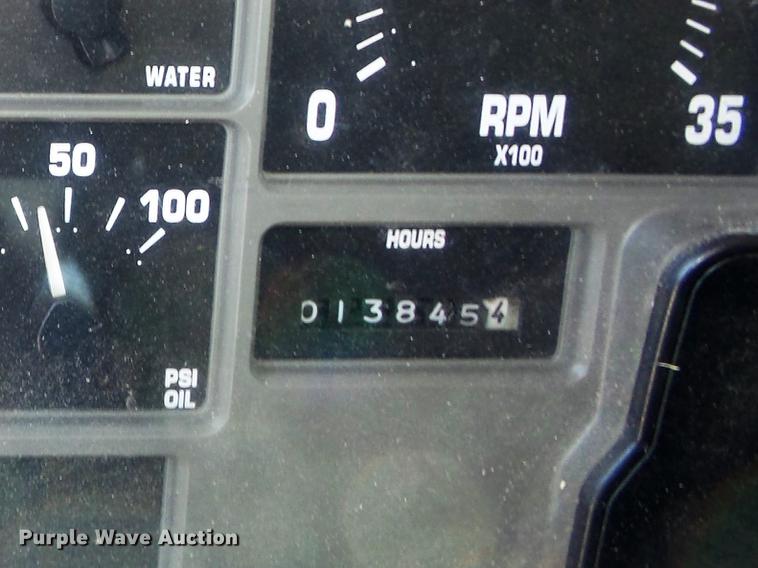 WATER
0
RPM
X100
35
50
100
PSI
OIL
HOURS
0138454
Purple Wave Auction